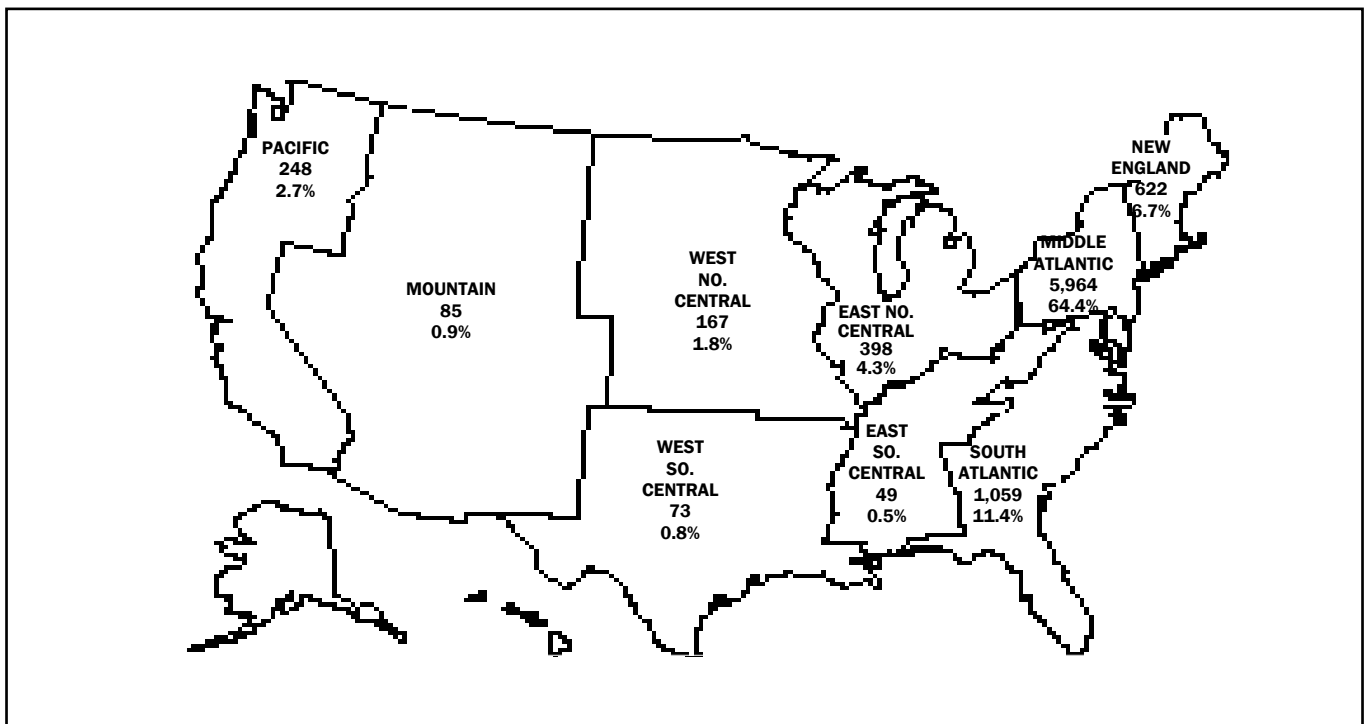 PACIFIC
248
2.7%
MOUNTAIN
85
0.9%
WEST
NO.
CENTRAL
167
1.8%
EAST NO.
CENTRAL
398
4.3%
NEW
ENGLAND
622
6.7%
MIDDLE
ATLANTIC
5,964
64.4%
WEST
SO.
CENTRAL
73
0.8%
EAST
SO.
CENTRAL
49
0.5%
SOUTH
ATLANTIC
1,059
11.4%